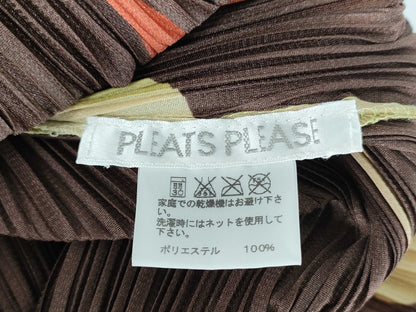 PLEATS PLEASE
家庭での乾燥機はお避け下さ
い。
洗濯時にはネットを使用して下さ
い。
ポリエステル 100%